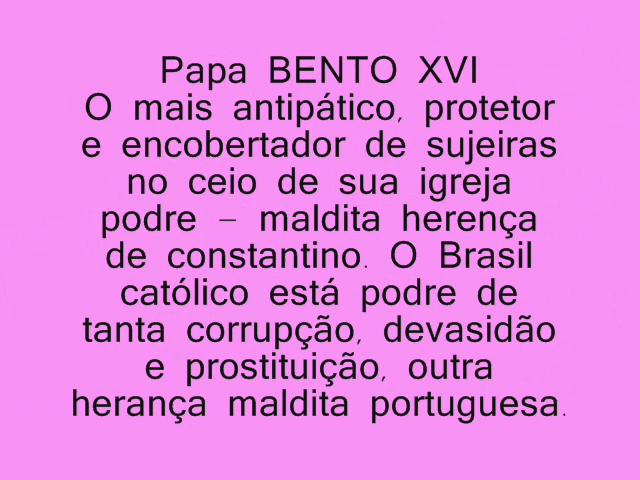 Papa BENTO XVI
O mais antipático, protetor
e encobertador de sujeiras
no ceio de sua igreja
podre – maldita herença
de constantino. O Brasil
católico está podre de
tanta corrupção, devasidão
e prostituição, outra
herança maldita portuguesa.